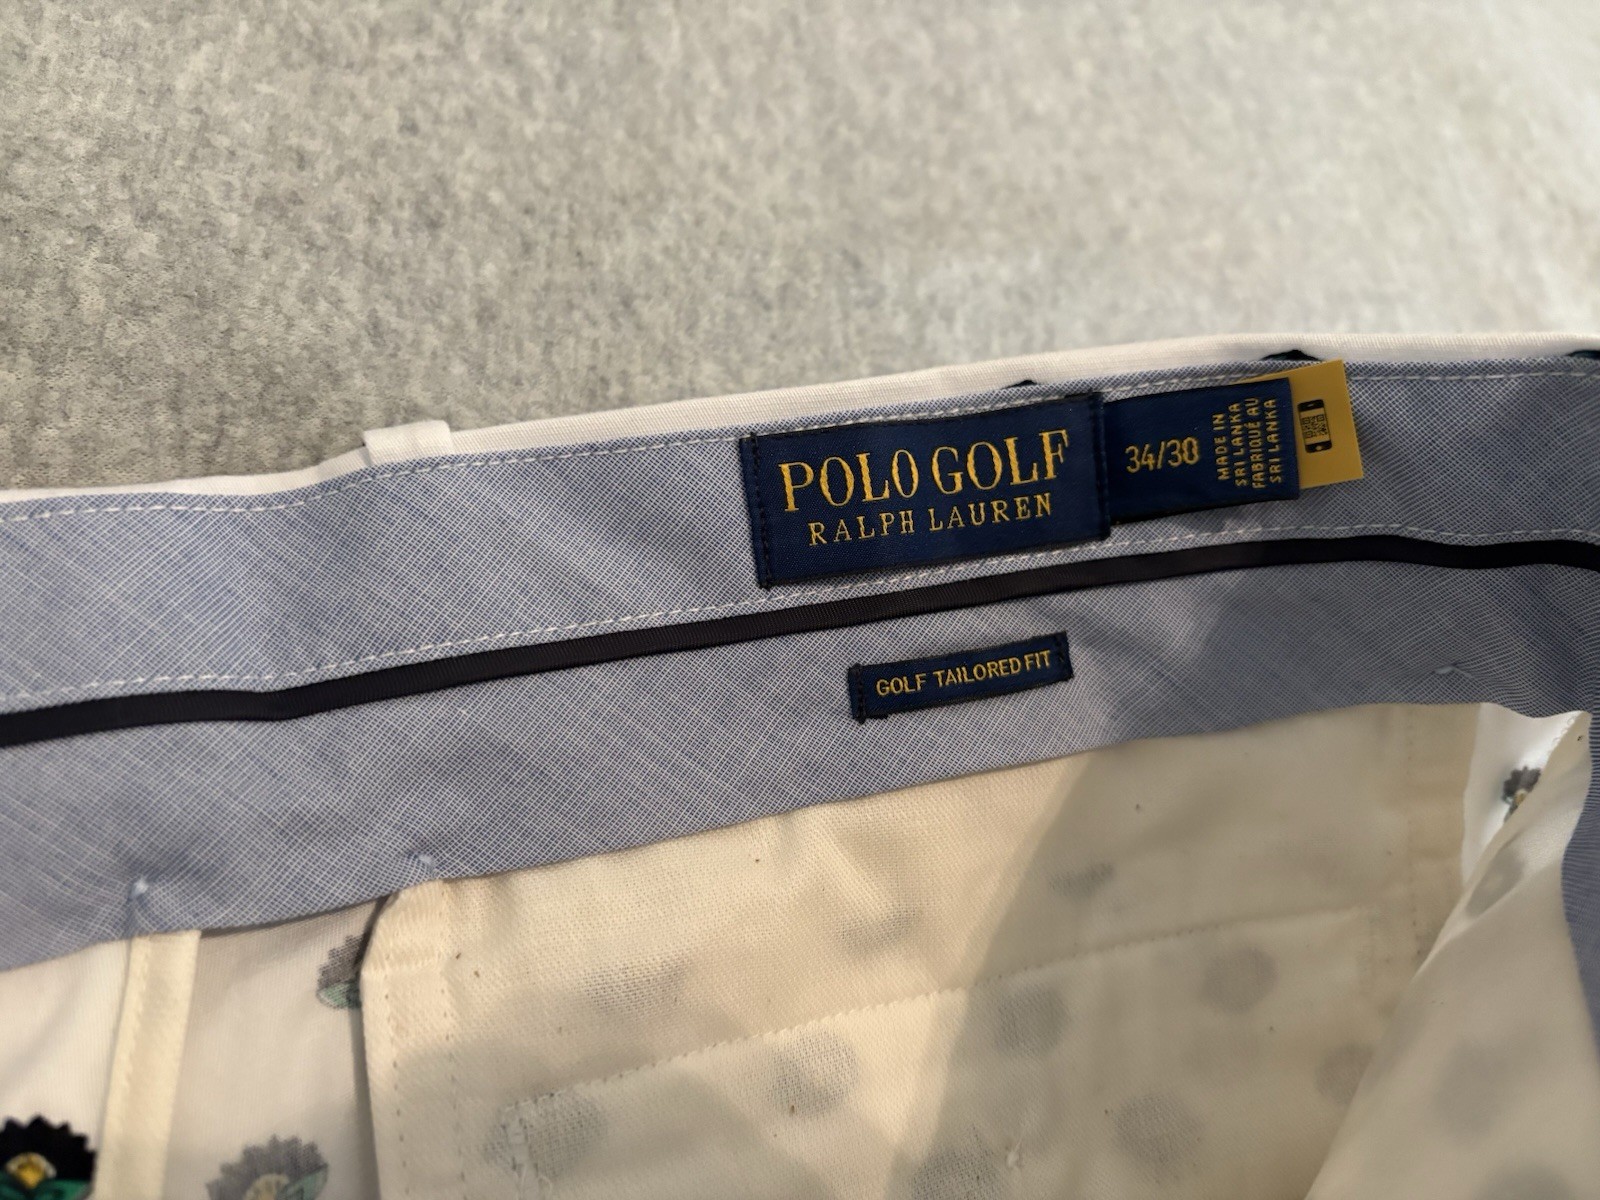 POLO GOLF
RALPH LAUREN
34/30
MADE IN
SRI LANKA
FABRIQUÉ AU
SRI LANKA
GOLF TAILORED FIT